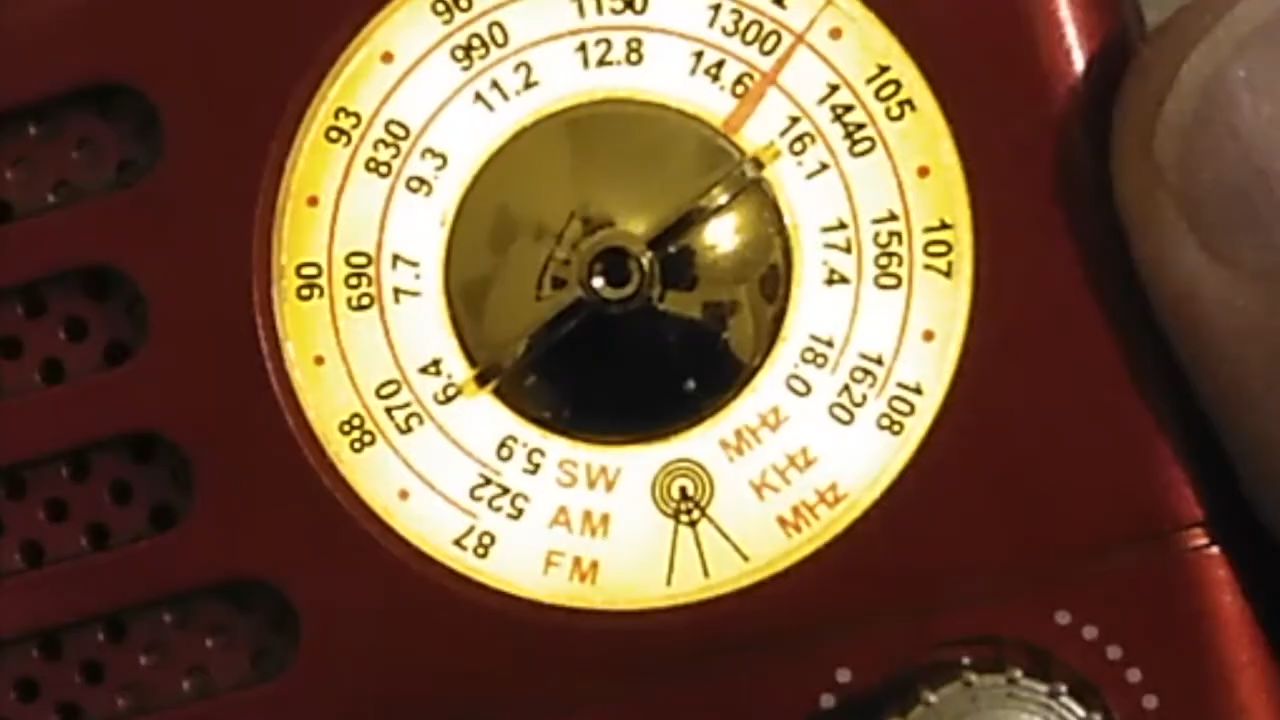 87 88 90 93 96 105 107 108
522 570 690 830 990 1150 1300 1440 1560 1620
5.9 6.4 7.7 9.3 11.2 12.8 14.6 16.1 17.4 18.0
SW MHz
AM KHz
FM MHz